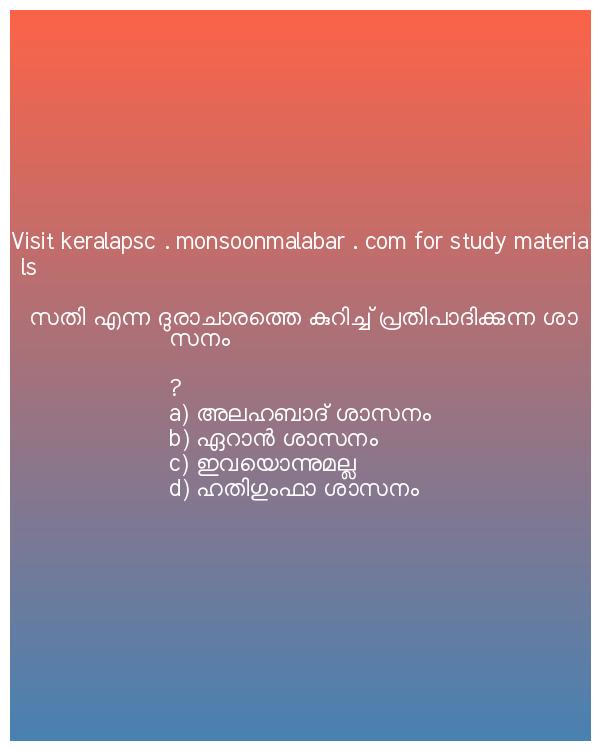 Visit keralapsc . monsoonmalabar . com for study materia
ls
സതി എന്ന ദുരാചാരത്തെ കുറിച്ച് പ്രതിപാദിക്കുന്ന ശാ
സനം
?
a) അലഹബാദ് ശാസനം
b) ഏറാൻ ശാസനം
c) ഇവയൊന്നുമല്ല
d) ഹതിഗുംഫാ ശാസനം